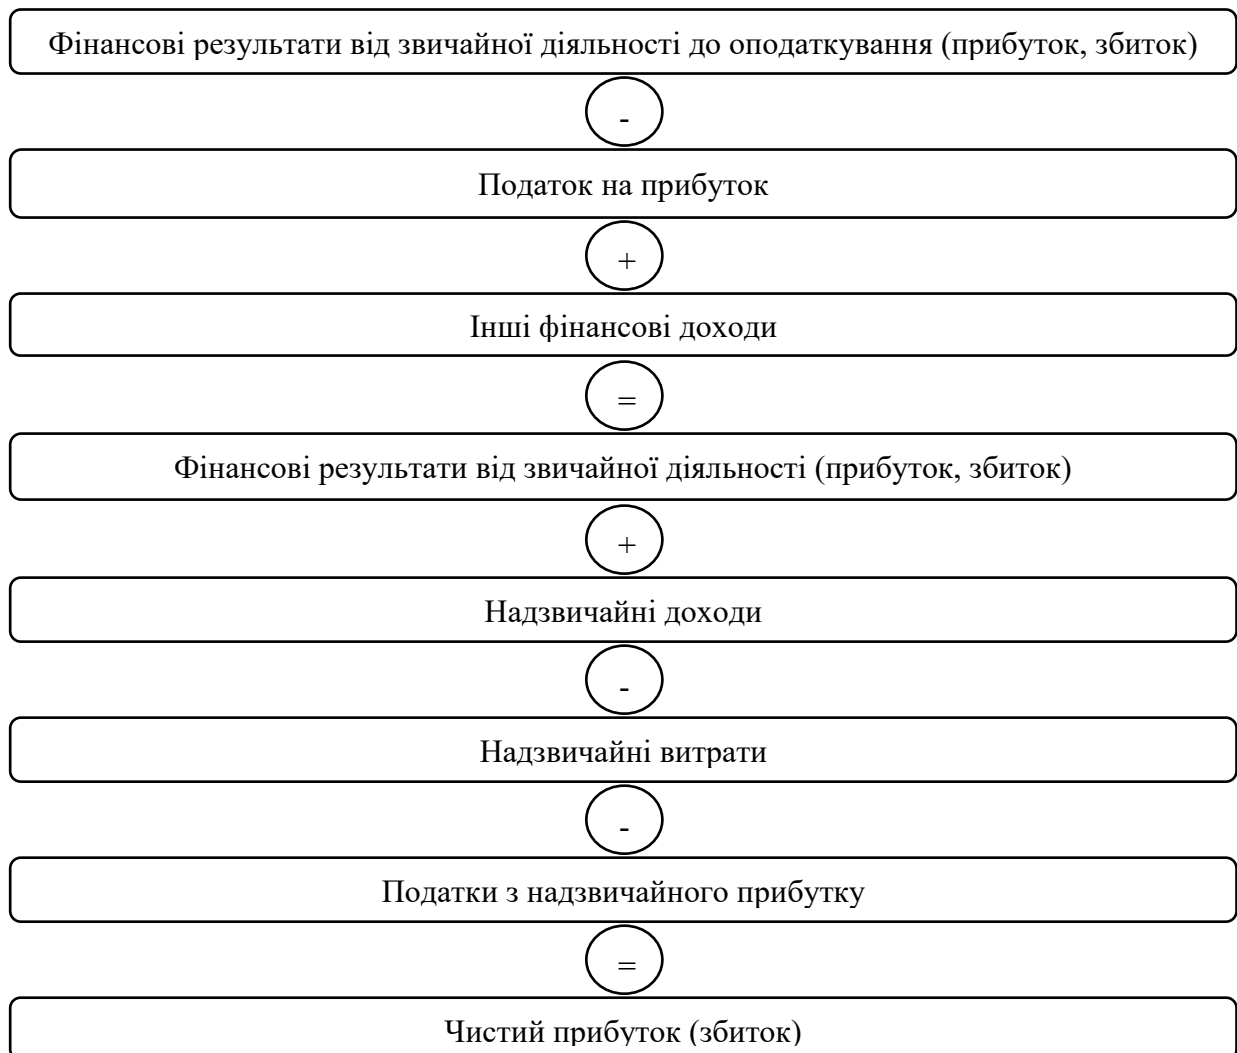 Фінансові результати від звичайної діяльності до оподаткування (прибуток, збиток)
-
Податок на прибуток
+
Інші фінансові доходи
=
Фінансові результати від звичайної діяльності (прибуток, збиток)
+
Надзвичайні доходи
-
Надзвичайні витрати
-
Податки з надзвичайного прибутку
=
Чистий прибуток (збиток)